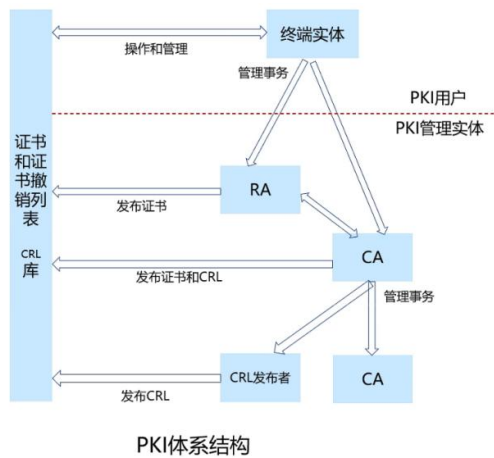 操作和管理
终端实体
管理事务
PKI用户
PKI管理实体
证书
和证
书撤
销列
表
CRL
库
RA
发布证书
CA
发布证书和CRL
管理事务
CRL发布者
CA
发布CRL
PKI体系结构